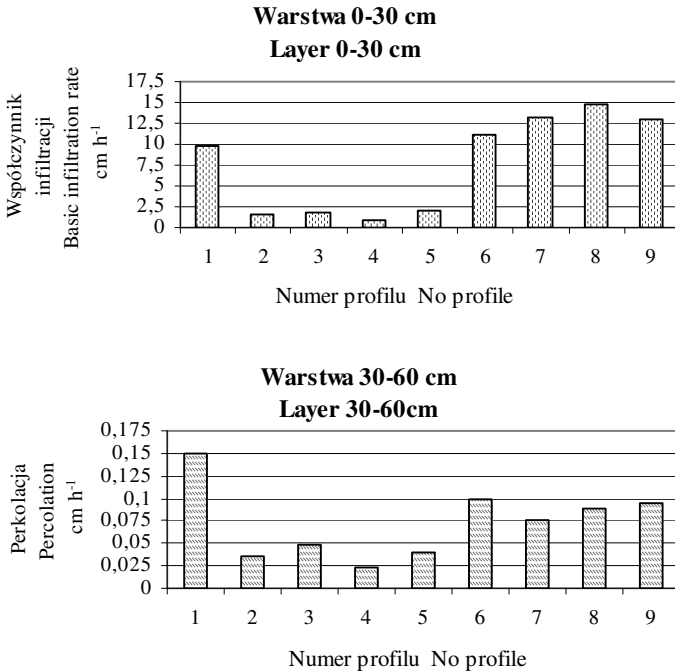 Warstwa 0-30 cm
Layer 0-30 cm
Współczynnik
infiltracji
Basic infiltration rate
cm h⁻¹
17,5
15
12,5
10
7,5
5
2,5
0
1 2 3 4 5 6 7 8 9
Numer profilu No profile
Warstwa 30-60 cm
Layer 30-60cm
Perkolacja
Percolation
cm h⁻¹
0,175
0,15
0,125
0,1
0,075
0,05
0,025
0
1 2 3 4 5 6 7 8 9
Numer profilu No profile